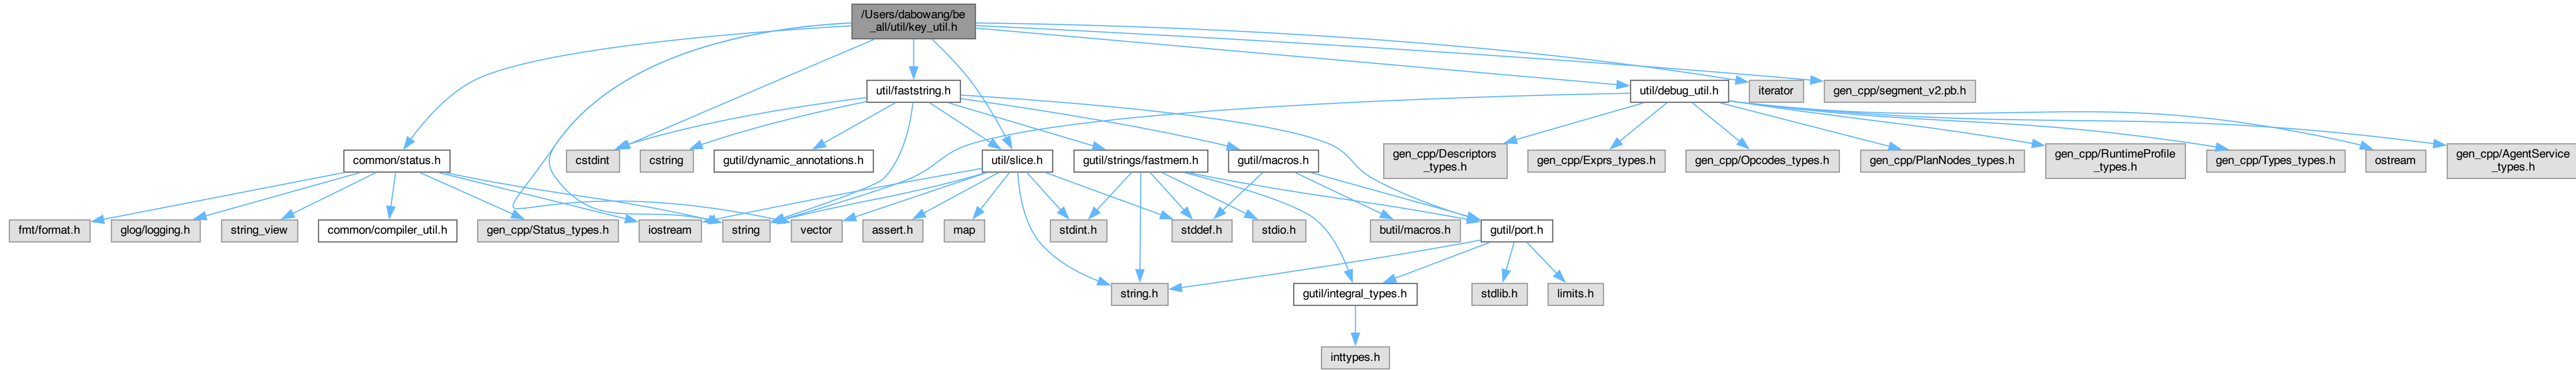 /Users/dabowang/be
_all/util/key_util.h
util/faststring.h
util/debug_util.h
iterator
gen_cpp/segment_v2.pb.h
common/status.h
cstdint
cstring
gutil/dynamic_annotations.h
util/slice.h
gutil/strings/fastmem.h
gutil/macros.h
gen_cpp/Descriptors
_types.h
gen_cpp/Exprs_types.h
gen_cpp/Opcodes_types.h
gen_cpp/PlanNodes_types.h
gen_cpp/RuntimeProfile
_types.h
gen_cpp/Types_types.h
ostream
gen_cpp/AgentService
_types.h
fmt/format.h
glog/logging.h
string_view
common/compiler_util.h
gen_cpp/Status_types.h
iostream
string
vector
assert.h
map
stdint.h
stddef.h
stdio.h
butil/macros.h
gutil/port.h
string.h
gutil/integral_types.h
stdlib.h
limits.h
inttypes.h